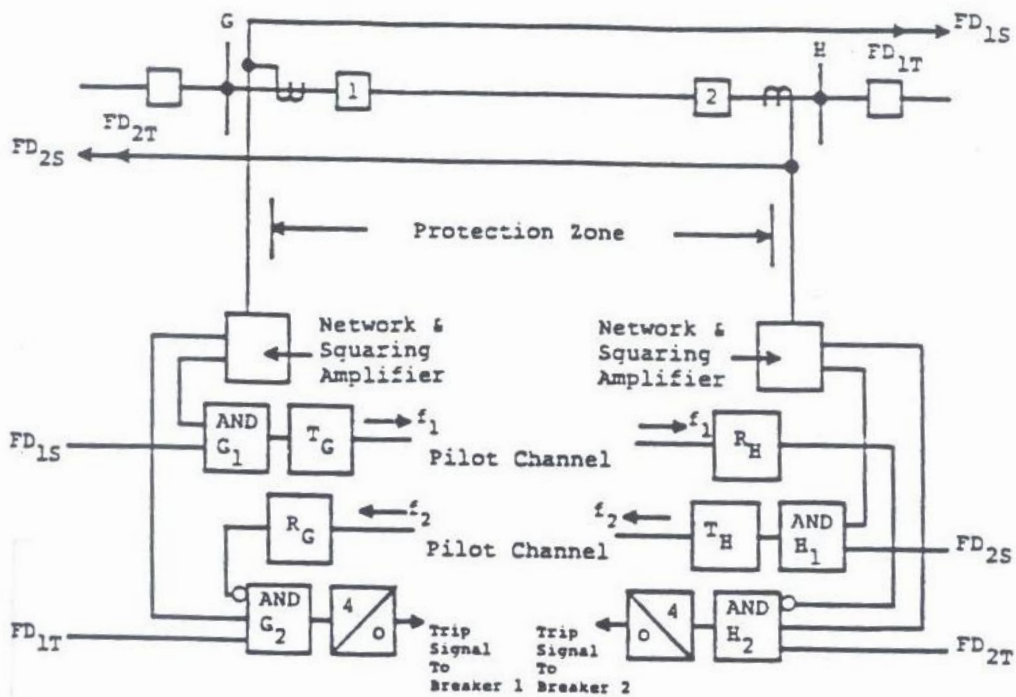 G
FD1S
H
FD1T
1
2
FD2T
FD2S
Protection Zone
Network &
Squaring
Amplifier
Network &
Squaring
Amplifier
AND
G1
TG
f1
f1
RH
FD1S
Pilot Channel
RG
f2
f2
TH
AND
H1
Pilot Channel
FD2S
AND
G2
4
O
O
4
AND
H2
FD1T
Trip
Signal
To
Breaker 1
Trip
Signal
To
Breaker 2
FD2T